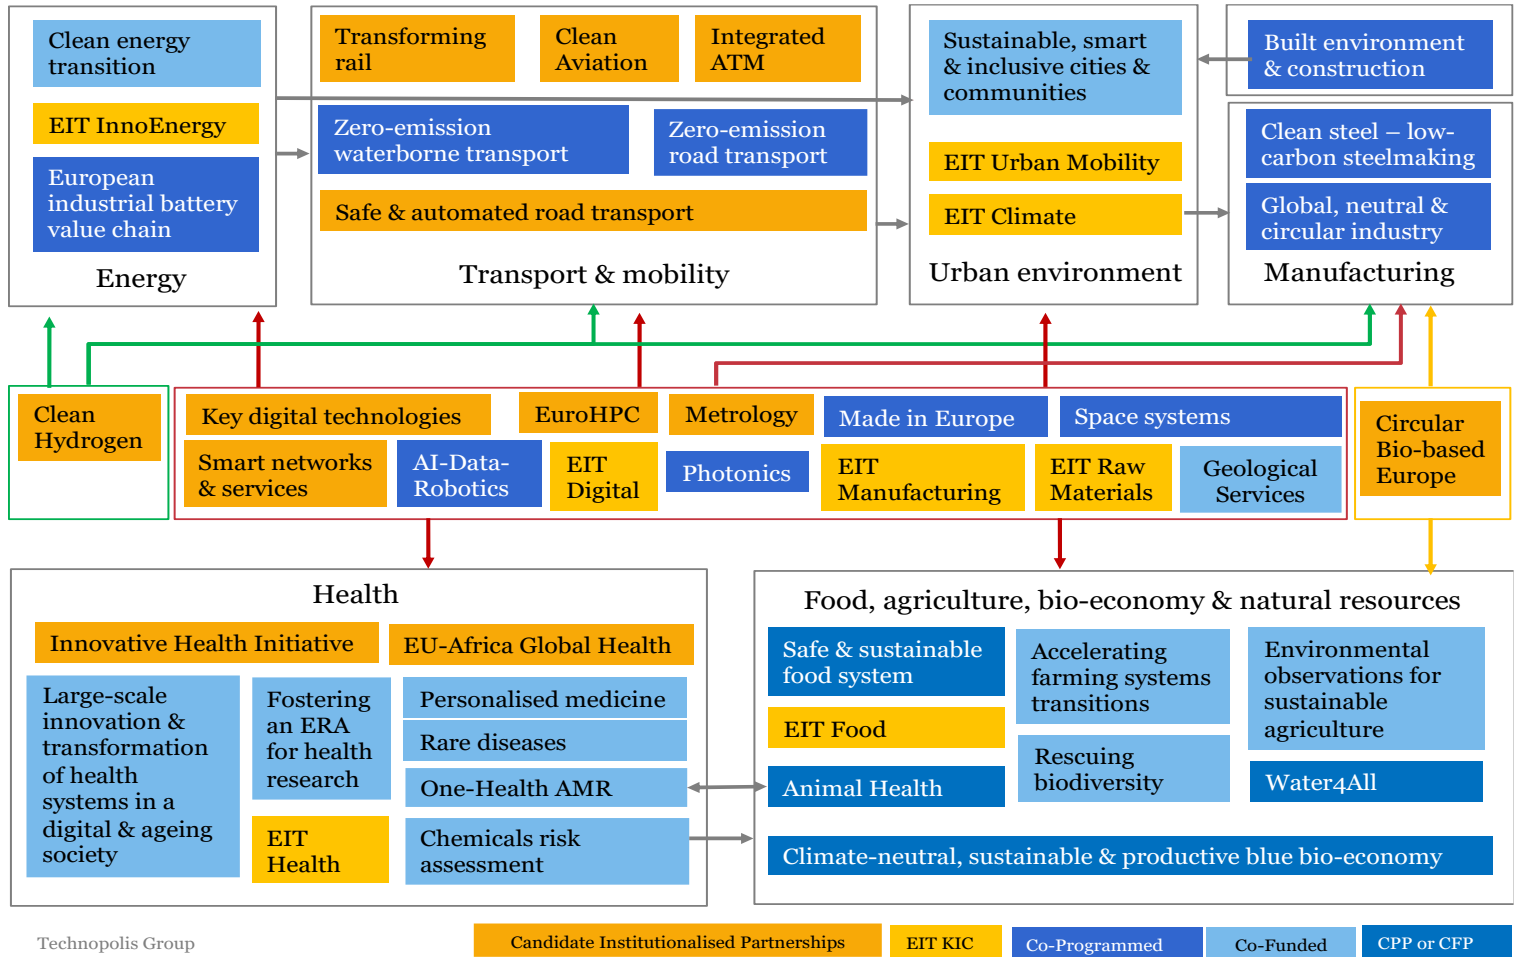 Clean energy
transition
EIT InnoEnergy
European
industrial battery
value chain
Energy
Transforming
rail
Clean
Aviation
Integrated
ATM
Zero-emission
waterborne transport
Zero-emission
road transport
Safe & automated road transport
Transport & mobility
Sustainable, smart
& inclusive cities &
communities
EIT Urban Mobility
EIT Climate
Urban environment
Built environment
& construction
Clean steel – low-
carbon steelmaking
Global, neutral &
circular industry
Manufacturing
Clean
Hydrogen
Key digital technologies
EuroHPC
Metrology
Made in Europe
Space systems
Smart networks
& services
AI-Data-
Robotics
EIT
Digital
Photonics
EIT
Manufacturing
EIT Raw
Materials
Geological
Services
Circular
Bio-based
Europe
Health
Innovative Health Initiative
EU-Africa Global Health
Large-scale
innovation &
transformation
of health
systems in a
digital & ageing
society
Fostering
an ERA
for health
research
EIT
Health
Personalised medicine
Rare diseases
One-Health AMR
Chemicals risk
assessment
Food, agriculture, bio-economy & natural resources
Safe & sustainable
food system
EIT Food
Animal Health
Accelerating
farming systems
transitions
Rescuing
biodiversity
Environmental
observations for
sustainable
agriculture
Water4All
Climate-neutral, sustainable & productive blue bio-economy
Technopolis Group
Candidate Institutionalised Partnerships
EIT KIC
Co-Programmed
Co-Funded
CPP or CFP